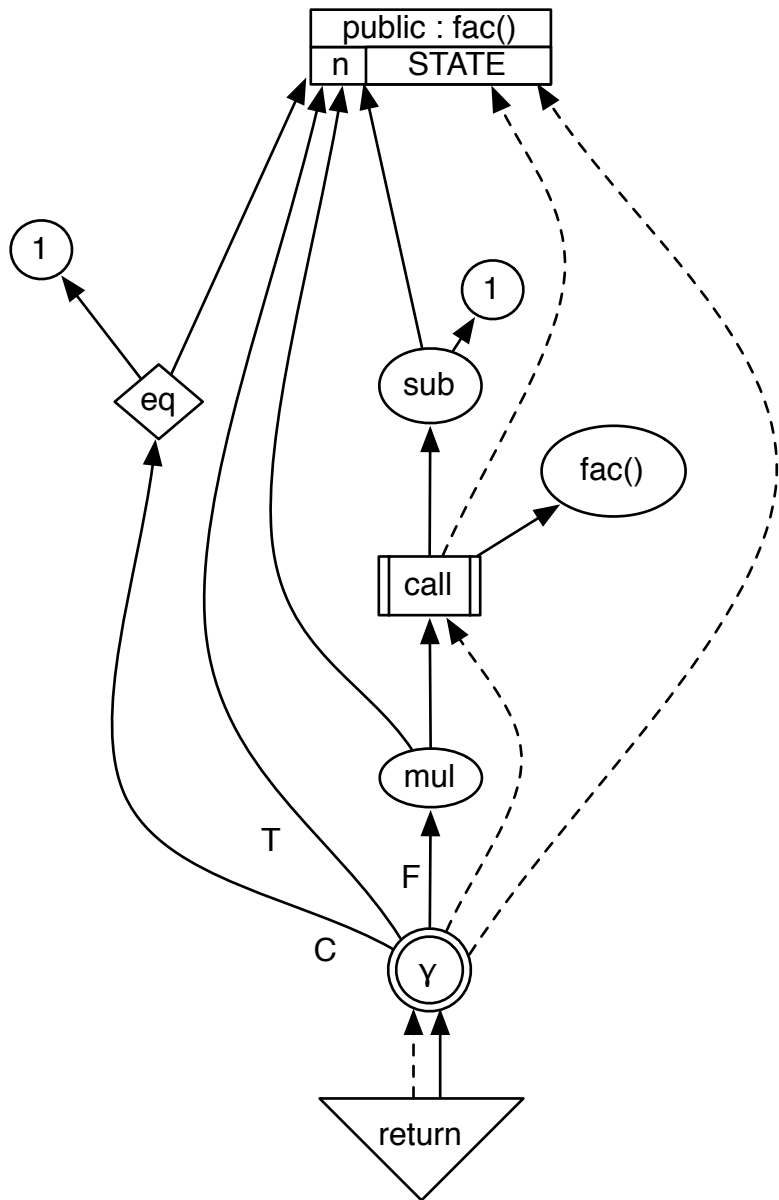 public : fac()
n STATE
1
1
sub
eq
fac()
call
mul
T
F
C
γ
return